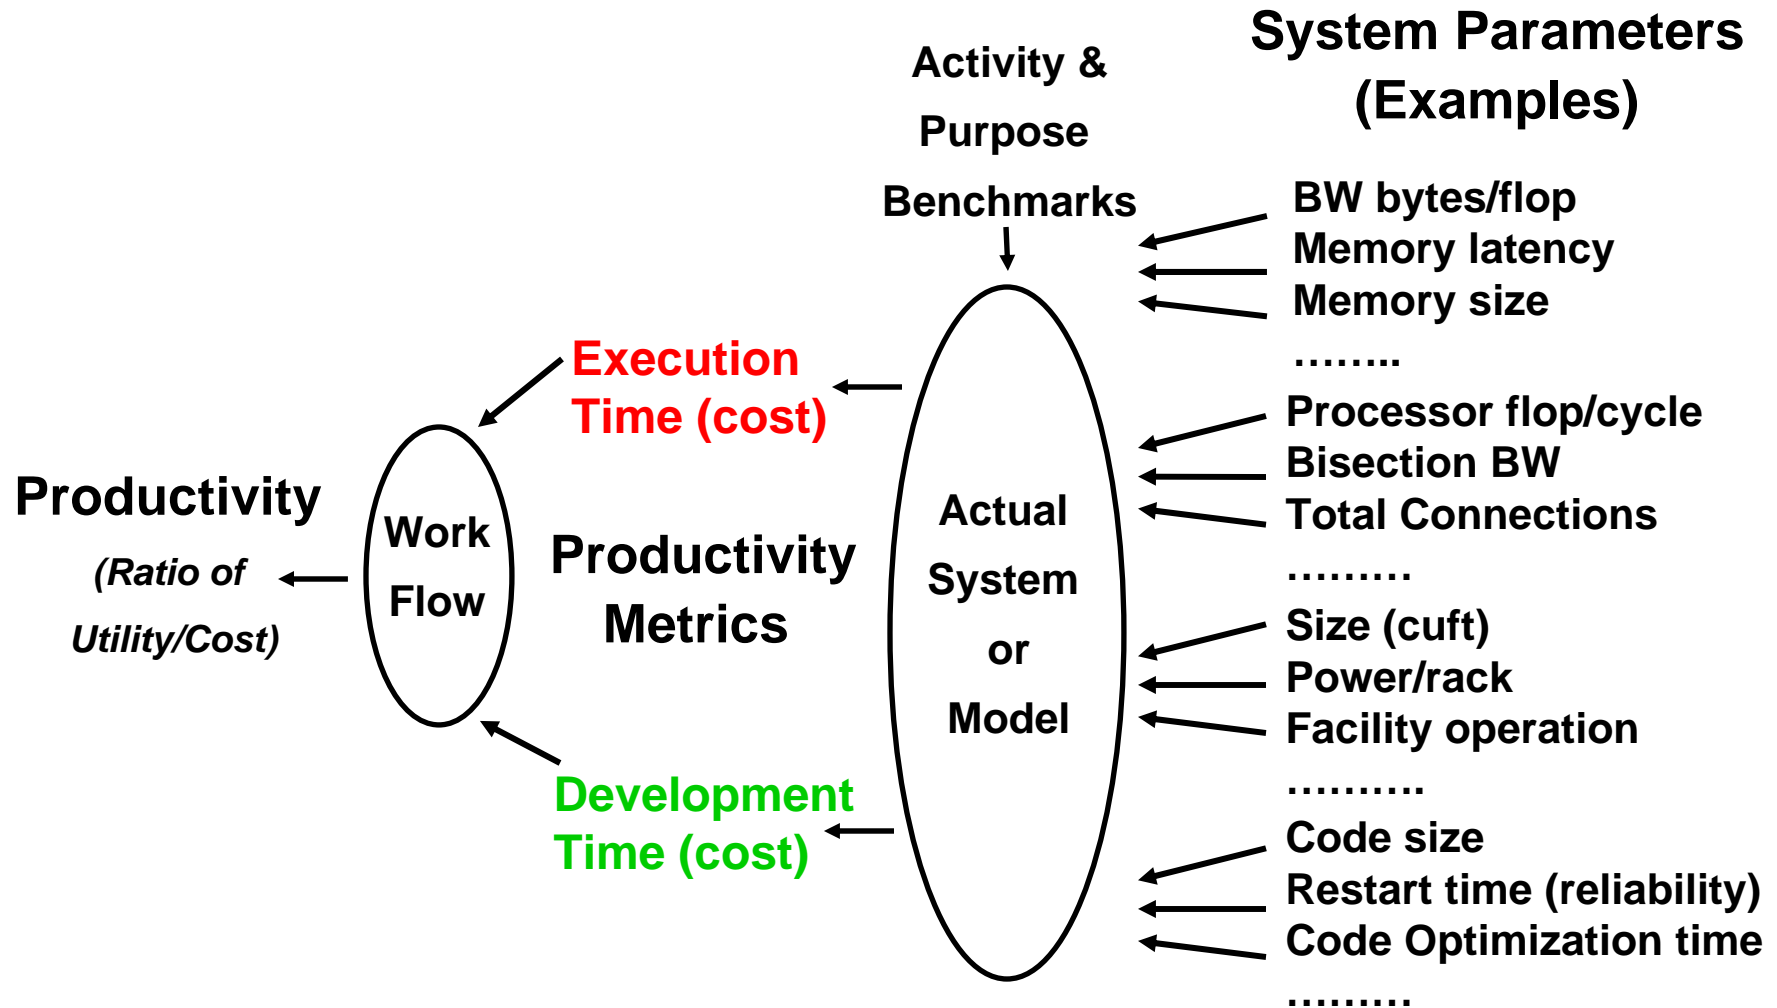 System Parameters
(Examples)
Activity &
Purpose
Benchmarks
BW bytes/flop
Memory latency
Memory size
……..
Processor flop/cycle
Bisection BW
Total Connections
………
Size (cuft)
Power/rack
Facility operation
……….
Code size
Restart time (reliability)
Code Optimization time
………
Actual
System
or
Model
Execution
Time (cost)
Productivity
Metrics
Development
Time (cost)
Work
Flow
Productivity
(Ratio of
Utility/Cost)